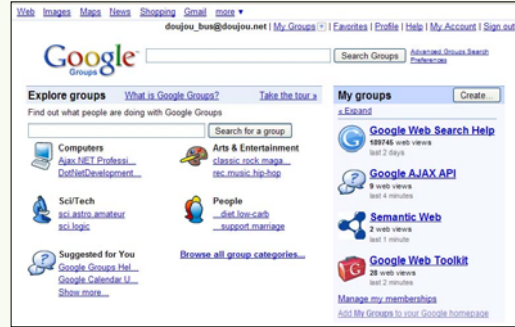 Web Images Maps News Shopping Gmail more ▼
doujou_bus@doujou.net | My Groups | Favorites | Profile | Help | My Account | Sign out
Google Groups
Search Groups
Advanced Groups Search
Preferences
Explore groups What is Google Groups? Take the tour »
Find out what people are doing with Google Groups
Search for a group
Computers
Ajax.NET Professi...
DotNetDevelopment...
Arts & Entertainment
classic rock maga...
rec.music.hip-hop
Sci/Tech
sci.astro.amateur
sci.logic
People
...diet.low-carb
...support.marriage
Suggested for You
Google Groups Hel...
Google Calendar U...
Show more...
Browse all group categories...
My groups Create...
« Expand
Google Web Search Help
189745 web views
last 2 days
Google AJAX API
9 web views
last 4 minutes
Semantic Web
2 web views
last 1 minute
Google Web Toolkit
28 web views
last 2 minutes
Manage my memberships
Add My Groups to your Google homepage